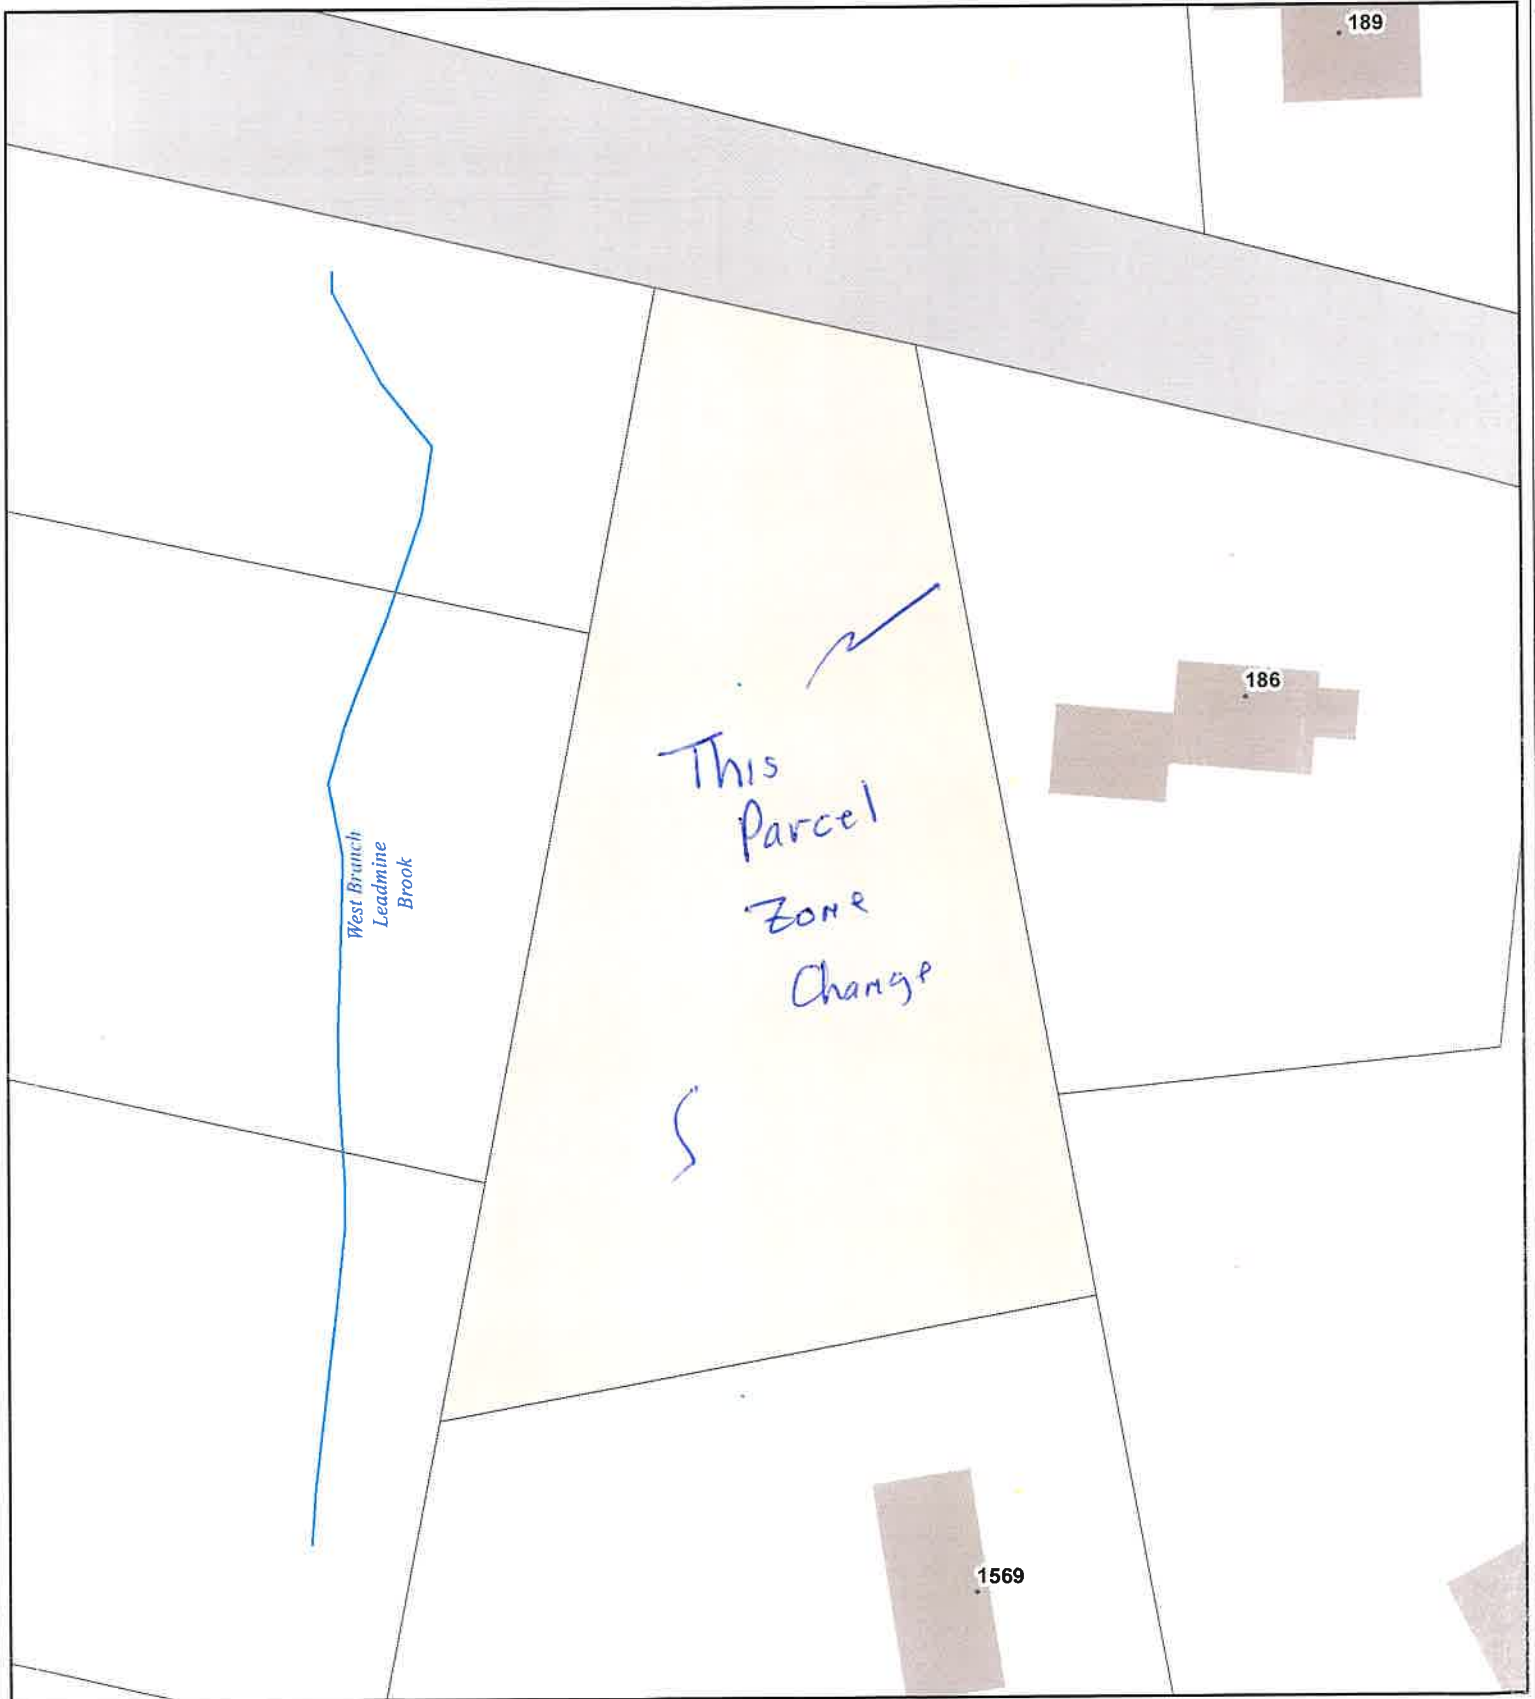 189
186
This
Parcel
Zone
Change
West Branch
Leadmine
Brook
1569